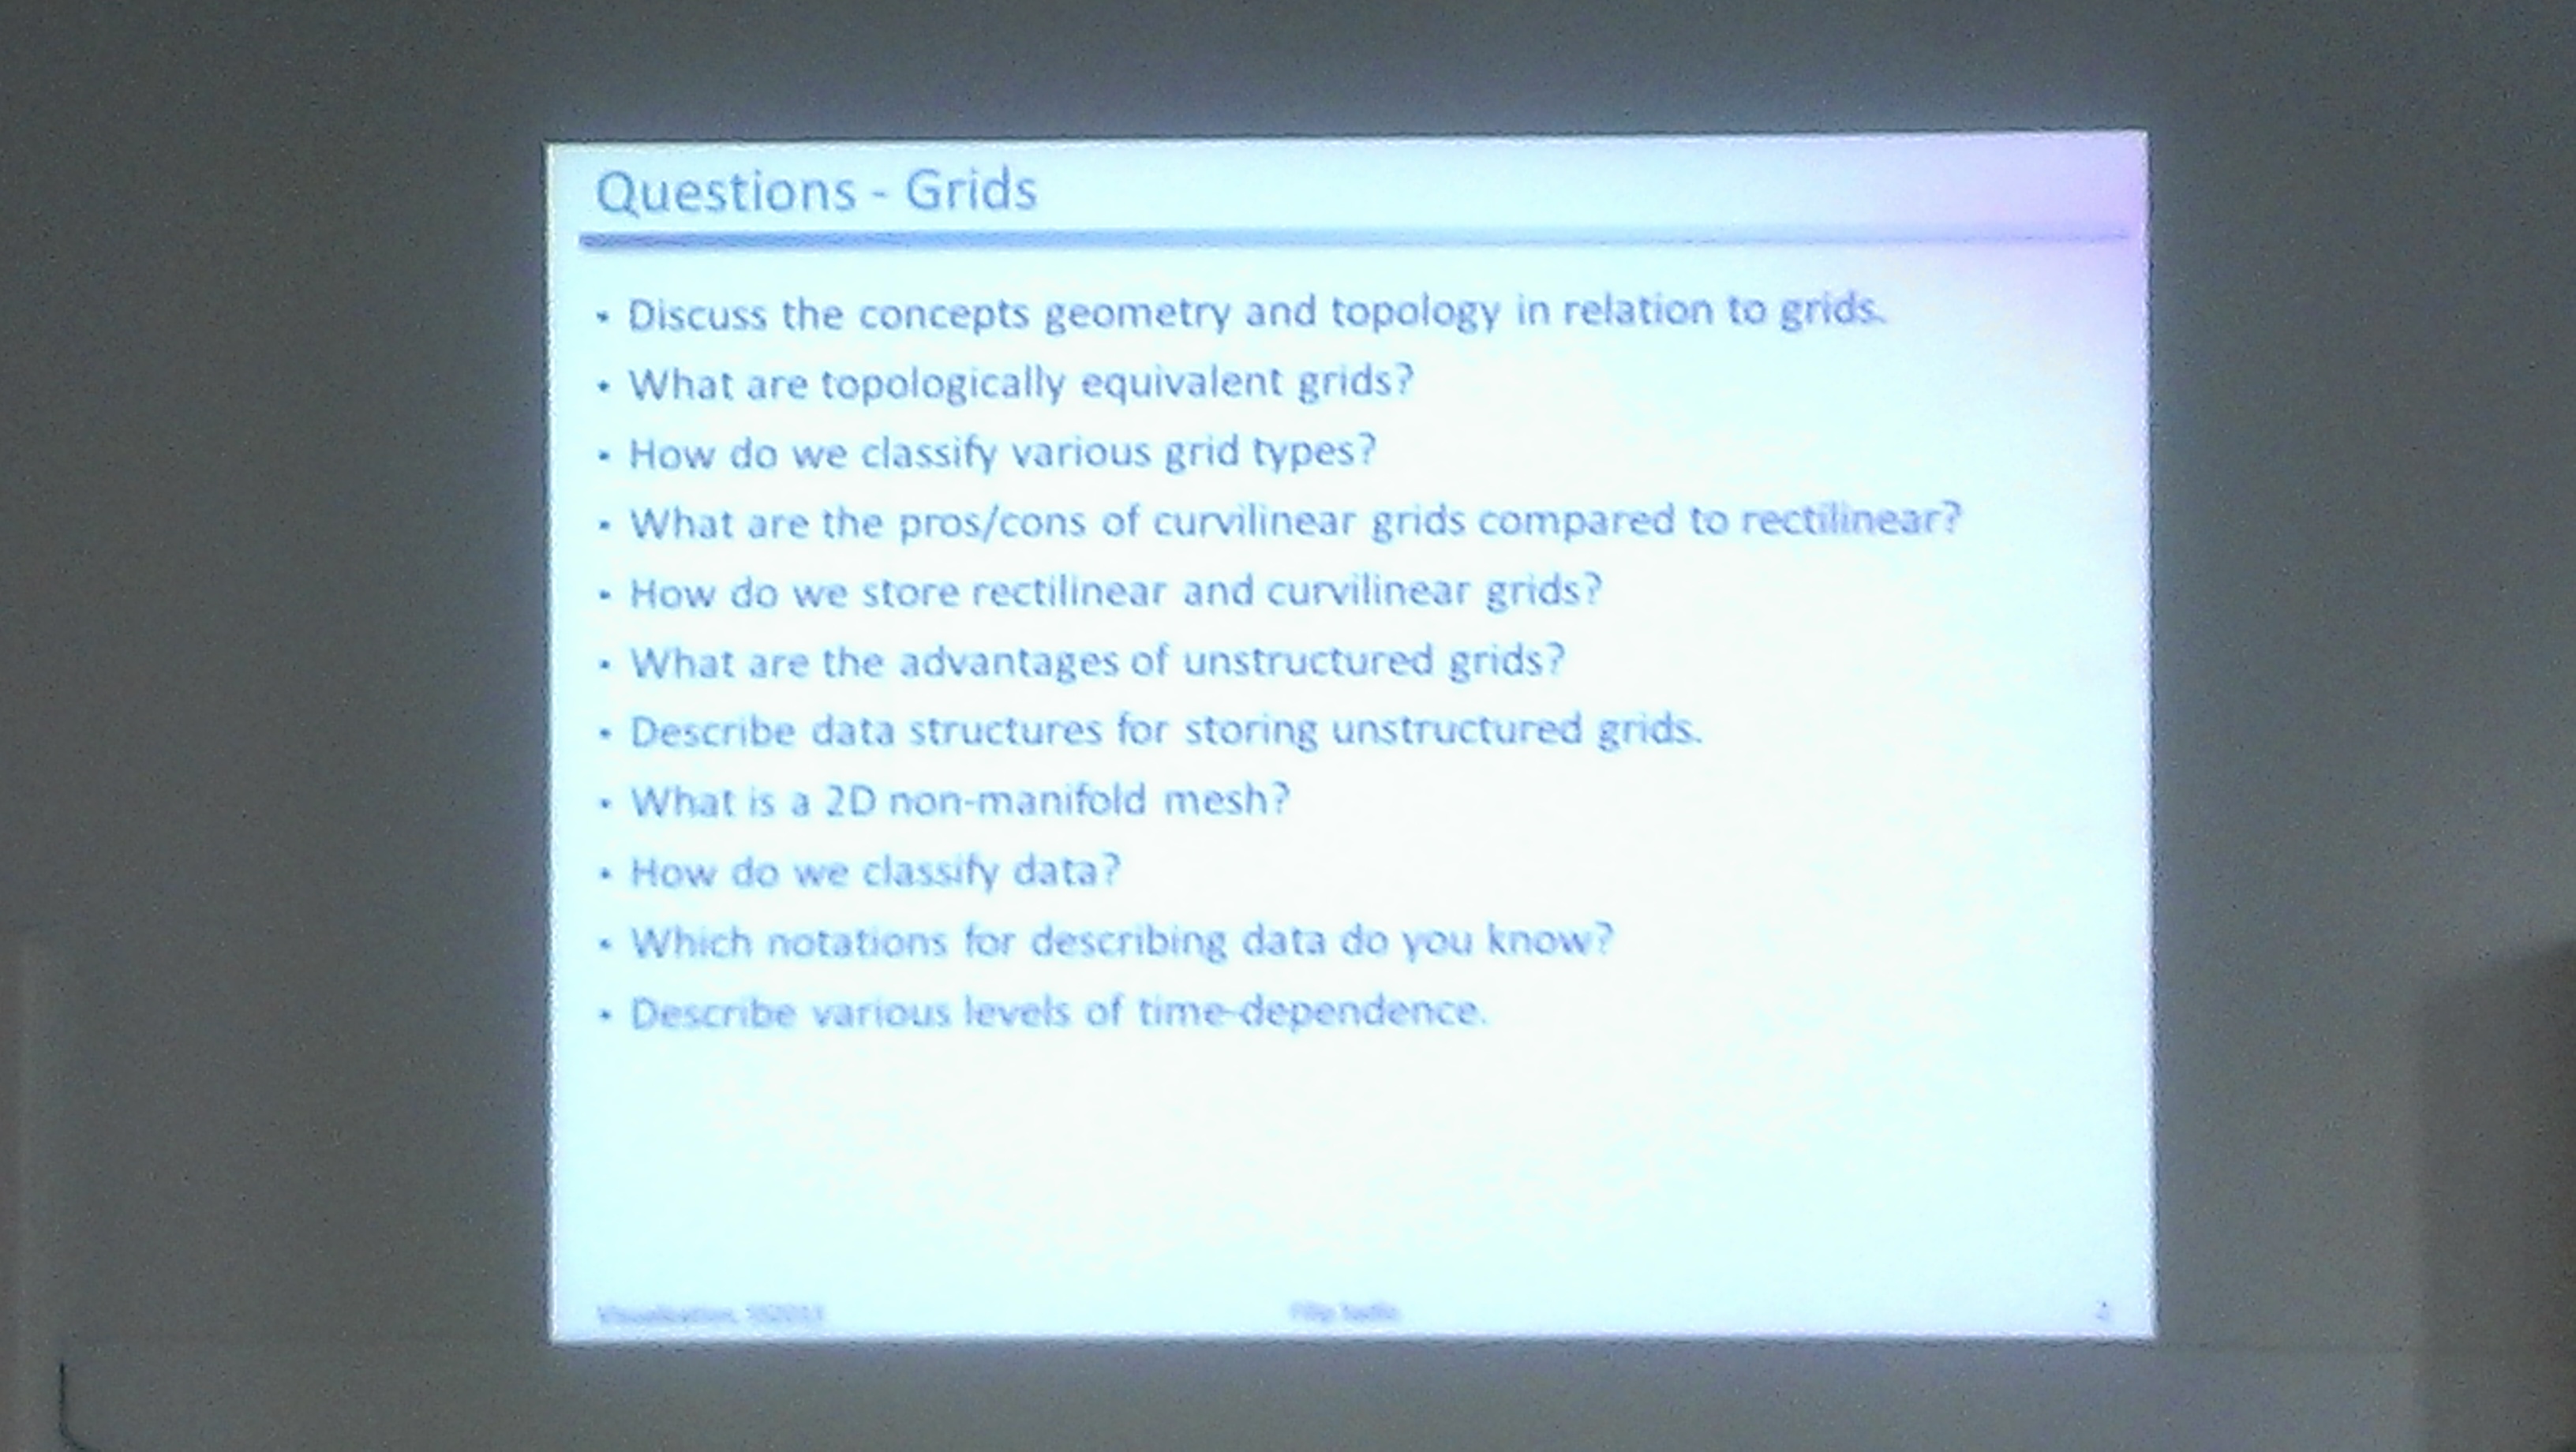 Questions - Grids
• Discuss the concepts geometry and topology in relation to grids.
• What are topologically equivalent grids?
• How do we classify various grid types?
• What are the pros/cons of curvilinear grids compared to rectilinear?
• How do we store rectilinear and curvilinear grids?
• What are the advantages of unstructured grids?
• Describe data structures for storing unstructured grids.
• What is a 2D non-manifold mesh?
• How do we classify data?
• Which notations for describing data do you know?
• Describe various levels of time-dependence.
Visualization,
2